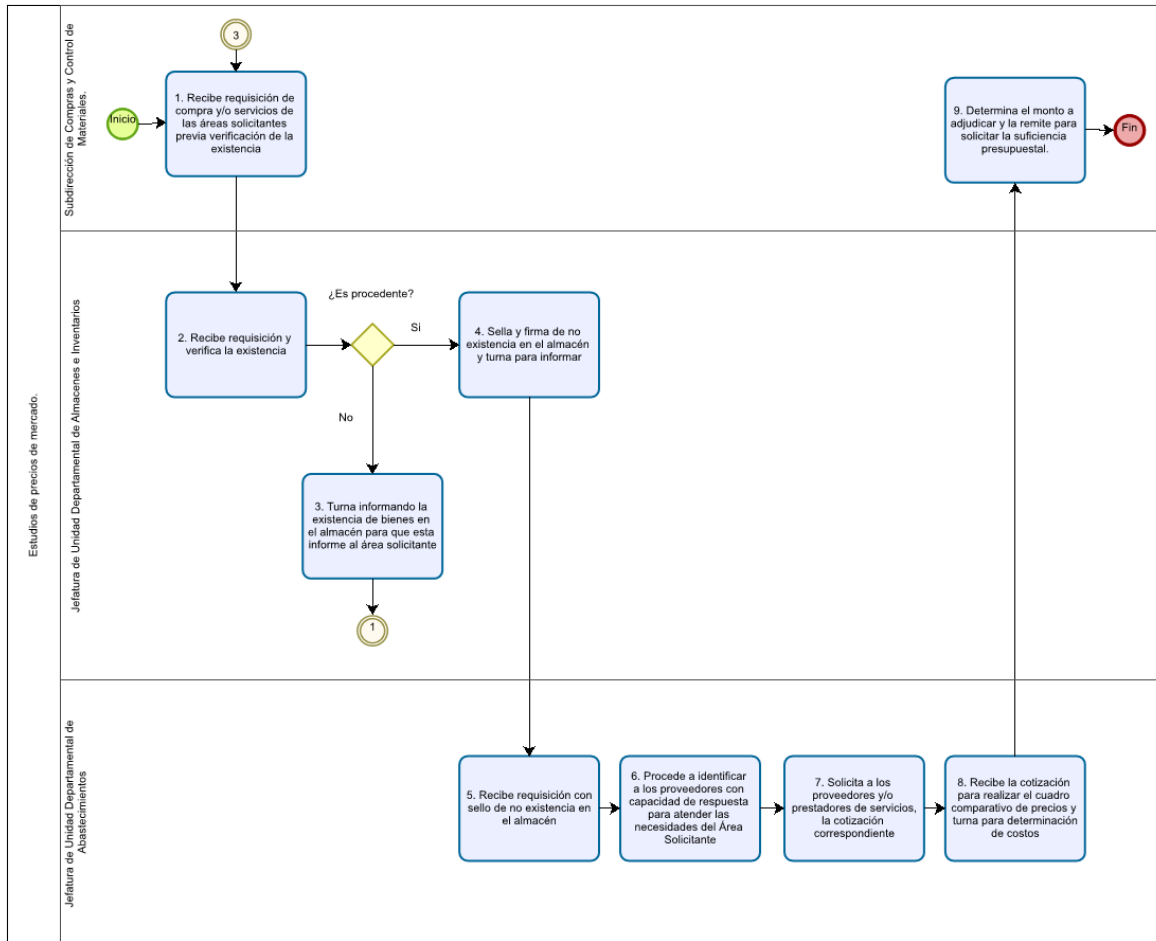 Estudios de precios de mercado.
Subdirección de Compras y Control de
Materiales.
3
Inicio
1. Recibe requisición de
compra y/o servicios de
las áreas solicitantes
previa verificación de la
existencia
9. Determina el monto a
adjudicar y la remite para
solicitar la suficiencia
presupuestal.
Fin
Jefatura de Unidad Departamental de Almacenes e Inventarios
2. Recibe requisición y
verifica la existencia
¿Es procedente?
Si
4. Sella y firma de no
existencia en el almacén
y turna para informar
No
3. Turna informando la
existencia de bienes en
el almacén para que esta
informe al área solicitante
1
Jefatura de Unidad Departamental de
Abastecimientos
5. Recibe requisición con
sello de no existencia en
el almacén
6. Procede a identificar
a los proveedores con
capacidad de respuesta
para atender las
necesidades del Área
Solicitante
7. Solicita a los
proveedores y/o
prestadores de servicios,
la cotización
correspondiente
8. Recibe la cotización
para realizar el cuadro
comparativo de precios y
turna para determinación
de costos